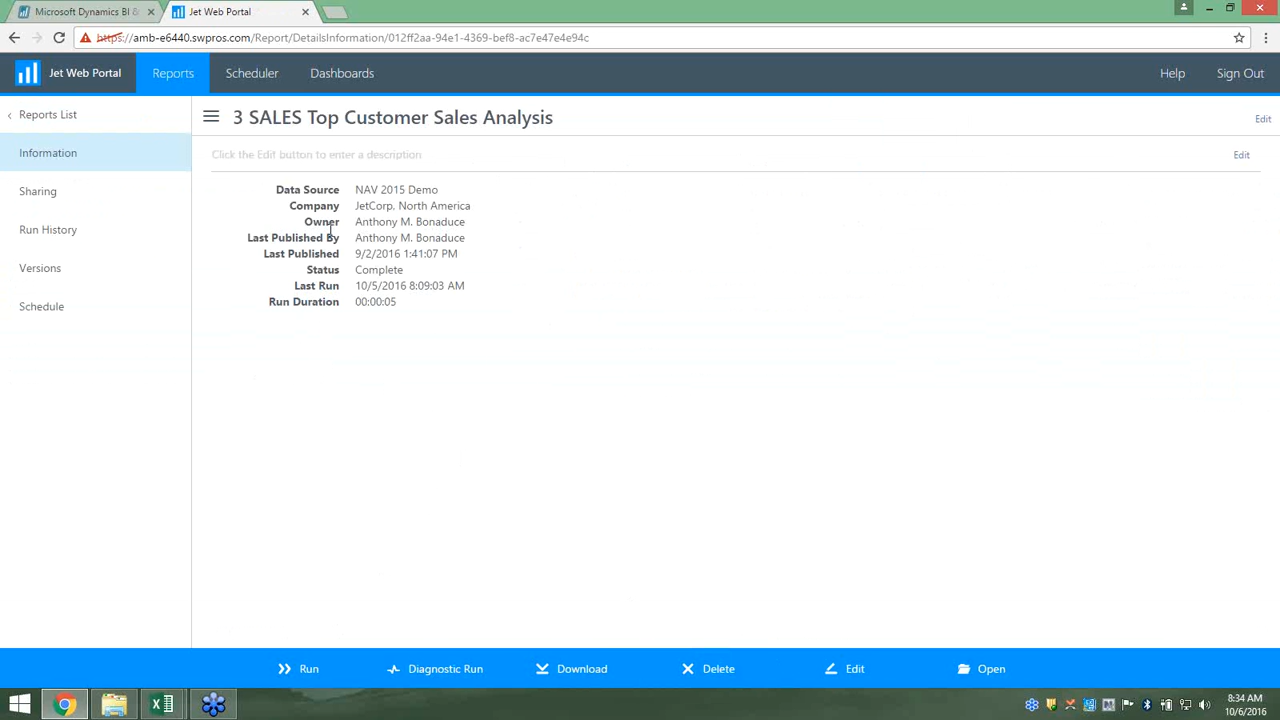 Microsoft Dynamics BI &
Jet Web Portal
https://amb-e6440.swpros.com/Report/DetailsInformation/012ff2aa-94e1-4369-bef8-ac7e47e4e94c
Jet Web Portal
Reports
Scheduler
Dashboards
Help
Sign Out
Reports List
Information
Sharing
Run History
Versions
Schedule
3 SALES Top Customer Sales Analysis
Edit
Click the Edit button to enter a description
Edit
Data Source NAV 2015 Demo
Company JetCorp. North America
Owner Anthony M. Bonaduce
Last Published By Anthony M. Bonaduce
Last Published 9/2/2016 1:41:07 PM
Status Complete
Last Run 10/5/2016 8:09:03 AM
Run Duration 00:00:05
Run
Diagnostic Run
Download
Delete
Edit
Open
8:34 AM
10/6/2016